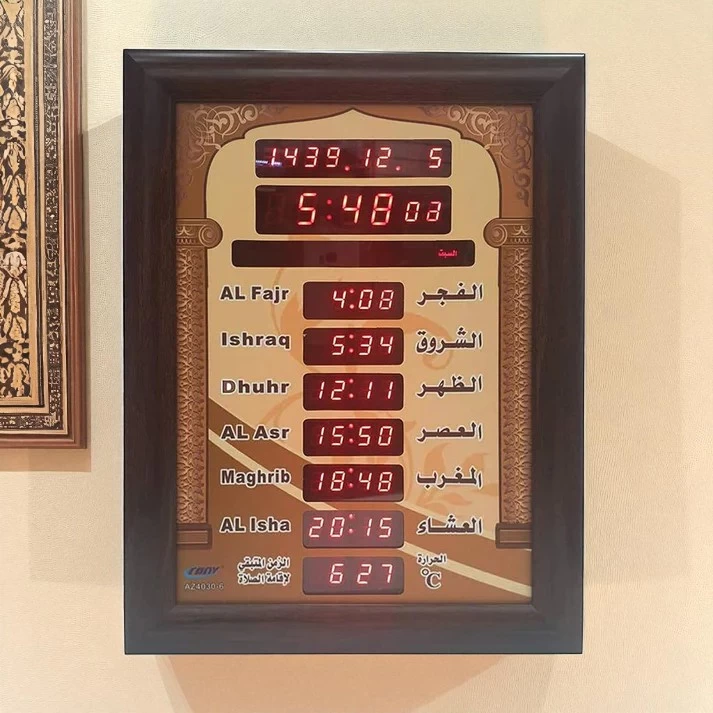 1439.12. 5
5:48 03
السبت
AL Fajr 4:08 الفجر
Ishraq 5:34 الشروق
Dhuhr 12:11 الظهر
AL Asr 15:50 العصر
Maghrib 18:48 المغرب
AL Isha 20:15 العشاء
الزمن المتبقي
لإقامة الصلاة
6 27
الحرارة
°C
CRONY
AZ4030-6